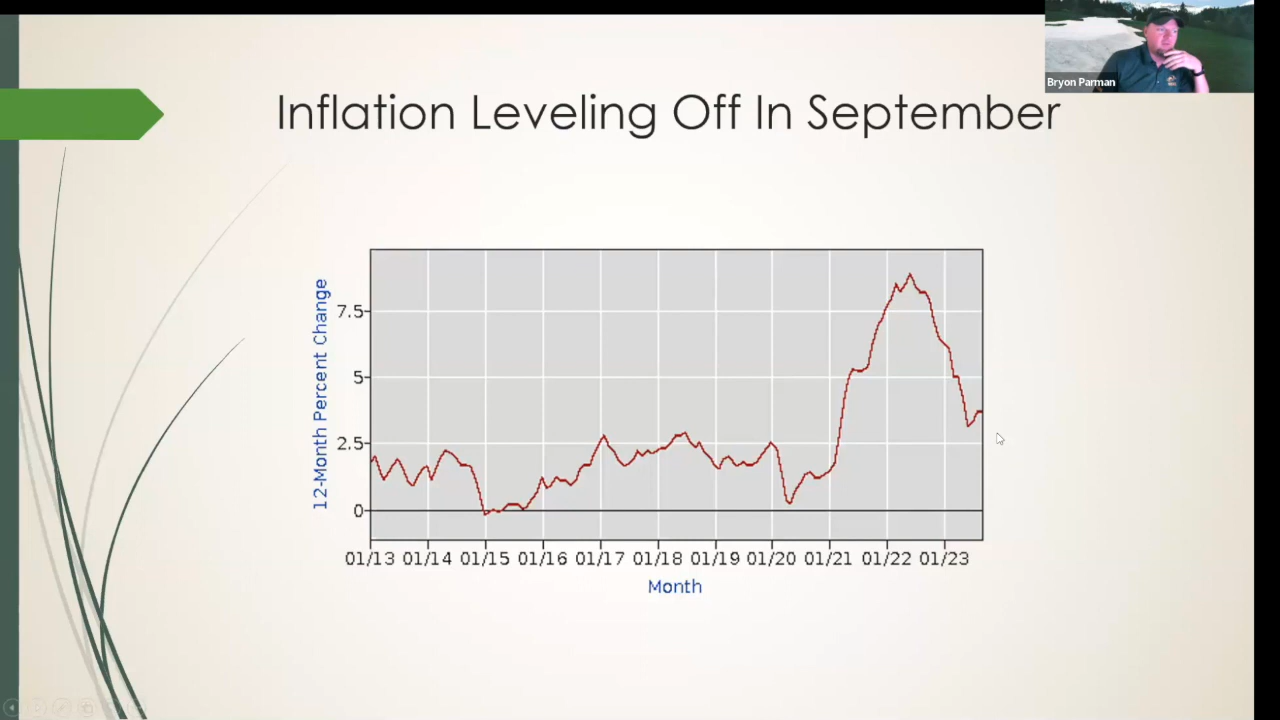 Bryon Parman
Inflation Leveling Off In September
12-Month Percent Change
7.5
5
2.5
0
01/13 01/14 01/15 01/16 01/17 01/18 01/19 01/20 01/21 01/22 01/23
Month